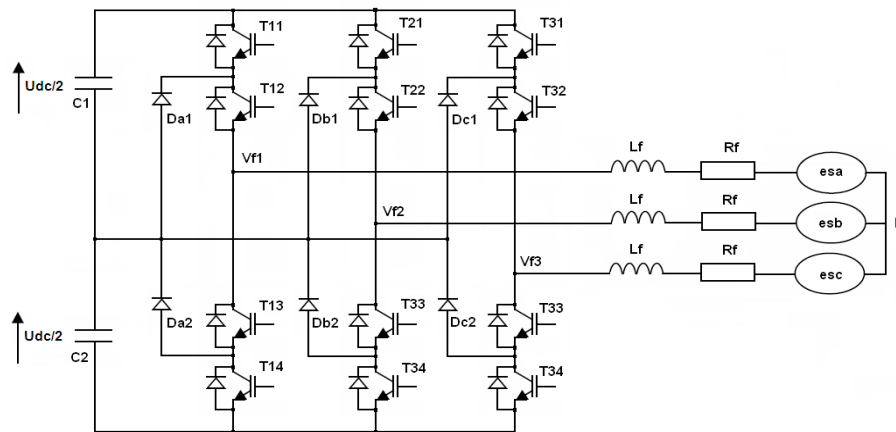 T11
T21
T31
Udc/2
C1
T12
T22
T32
Da1
Db1
Dc1
Vf1
Lf
Rf
esa
Vf2
Lf
Rf
esb
Vf3
Lf
Rf
esc
Da2
T13
Db2
T33
Dc2
T33
Udc/2
C2
T14
T34
T34